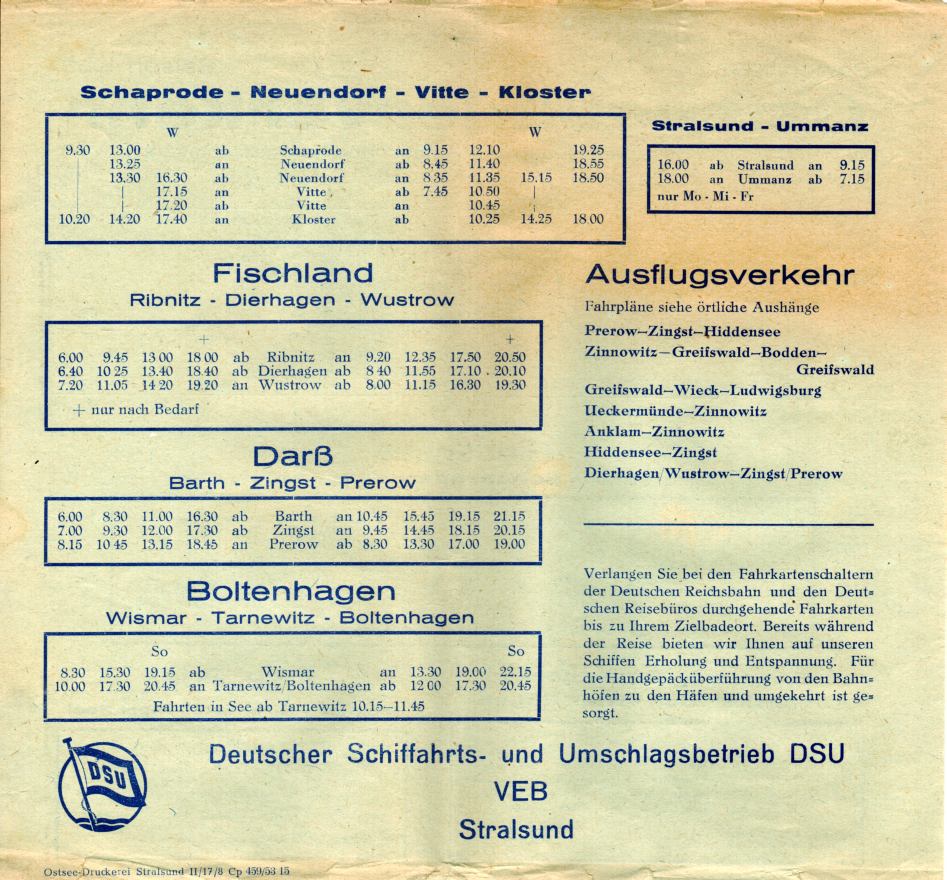 Schaprode - Neuendorf - Vitte - Kloster
W W
9.30 13.00 ab Schaprode an 9.15 12.10 19.25
13.25 an Neuendorf ab 8.45 11.40 18.55
13.30 16.30 ab Neuendorf an 8.35 11.35 15.15 18.50
17.15 an Vitte ab 7.45 10.50
17.20 ab Vitte an 10.45
10.20 14.20 17.40 an Kloster ab 10.25 14.25 18.00
Stralsund - Ummanz
16.00 ab Stralsund an 9.15
18.00 an Ummanz ab 7.15
nur Mo - Mi - Fr
Fischland
Ribnitz - Dierhagen - Wustrow
+ +
6.00 9.45 13.00 18.00 ab Ribnitz an 9.20 12.35 17.50 20.50
6.40 10.25 13.40 18.40 ab Dierhagen ab 8.40 11.55 17.10 20.10
7.20 11.05 14.20 19.20 an Wustrow ab 8.00 11.15 16.30 19.30
+ nur nach Bedarf
Darß
Barth - Zingst - Prerow
6.00 8.30 11.00 16.30 ab Barth an 10.45 15.45 19.15 21.15
7.00 9.30 12.00 17.30 ab Zingst an 9.45 14.45 18.15 20.15
8.15 10.45 13.15 18.45 an Prerow ab 8.30 13.30 17.00 19.00
Boltenhagen
Wismar - Tarnewitz - Boltenhagen
So So
8.30 15.30 19.15 ab Wismar an 13.30 19.00 22.15
10.00 17.30 20.45 an Tarnewitz/Boltenhagen ab 12.00 17.30 20.45
Fahrten in See ab Tarnewitz 10.15—11.45
Ausflugsverkehr
Fahrpläne siehe örtliche Aushänge
Prerow—Zingst—Hiddensee
Zinnowitz—Greifswald—Bodden—
Greifswald
Greifswald—Wieck—Ludwigsburg
Ueckermünde—Zinnowitz
Anklam—Zinnowitz
Hiddensee—Zingst
Dierhagen/Wustrow—Zingst/Prerow
Verlangen Sie bei den Fahrkartenschaltern
der Deutschen Reichsbahn und den Deut=
schen Reisebüros durchgehende Fahrkarten
bis zu Ihrem Zielbadeort. Bereits während
der Reise bieten wir Ihnen auf unseren
Schiffen Erholung und Entspannung. Für
die Handgepäcküberführung von den Bahn=
höfen zu den Häfen und umgekehrt ist ge=
sorgt.
DSU
Deutscher Schiffahrts- und Umschlagsbetrieb DSU
VEB
Stralsund
Ostsee-Druckerei Stralsund II/17/8 Cp 459/53 15